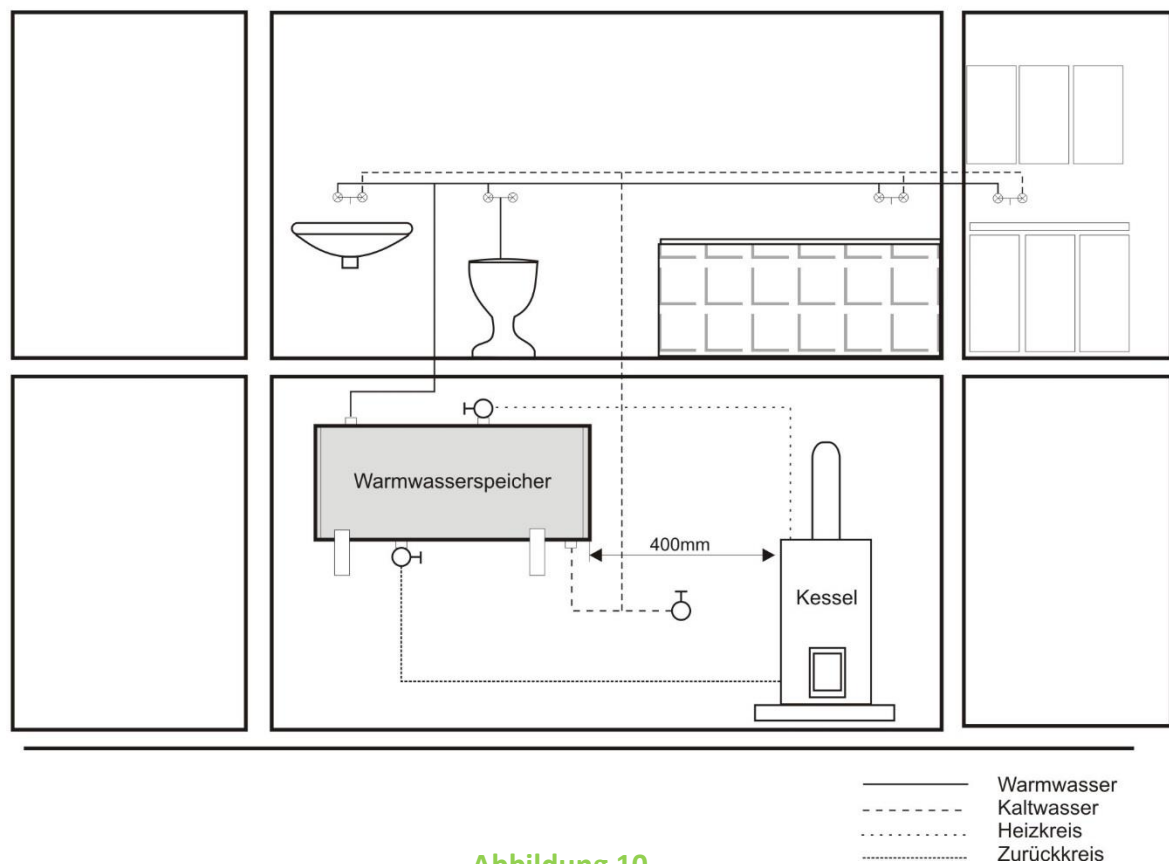 Warmwasserspeicher
400mm
Kessel
Warmwasser
Kaltwasser
Heizkreis
Zurückkreis
Abbildung 10